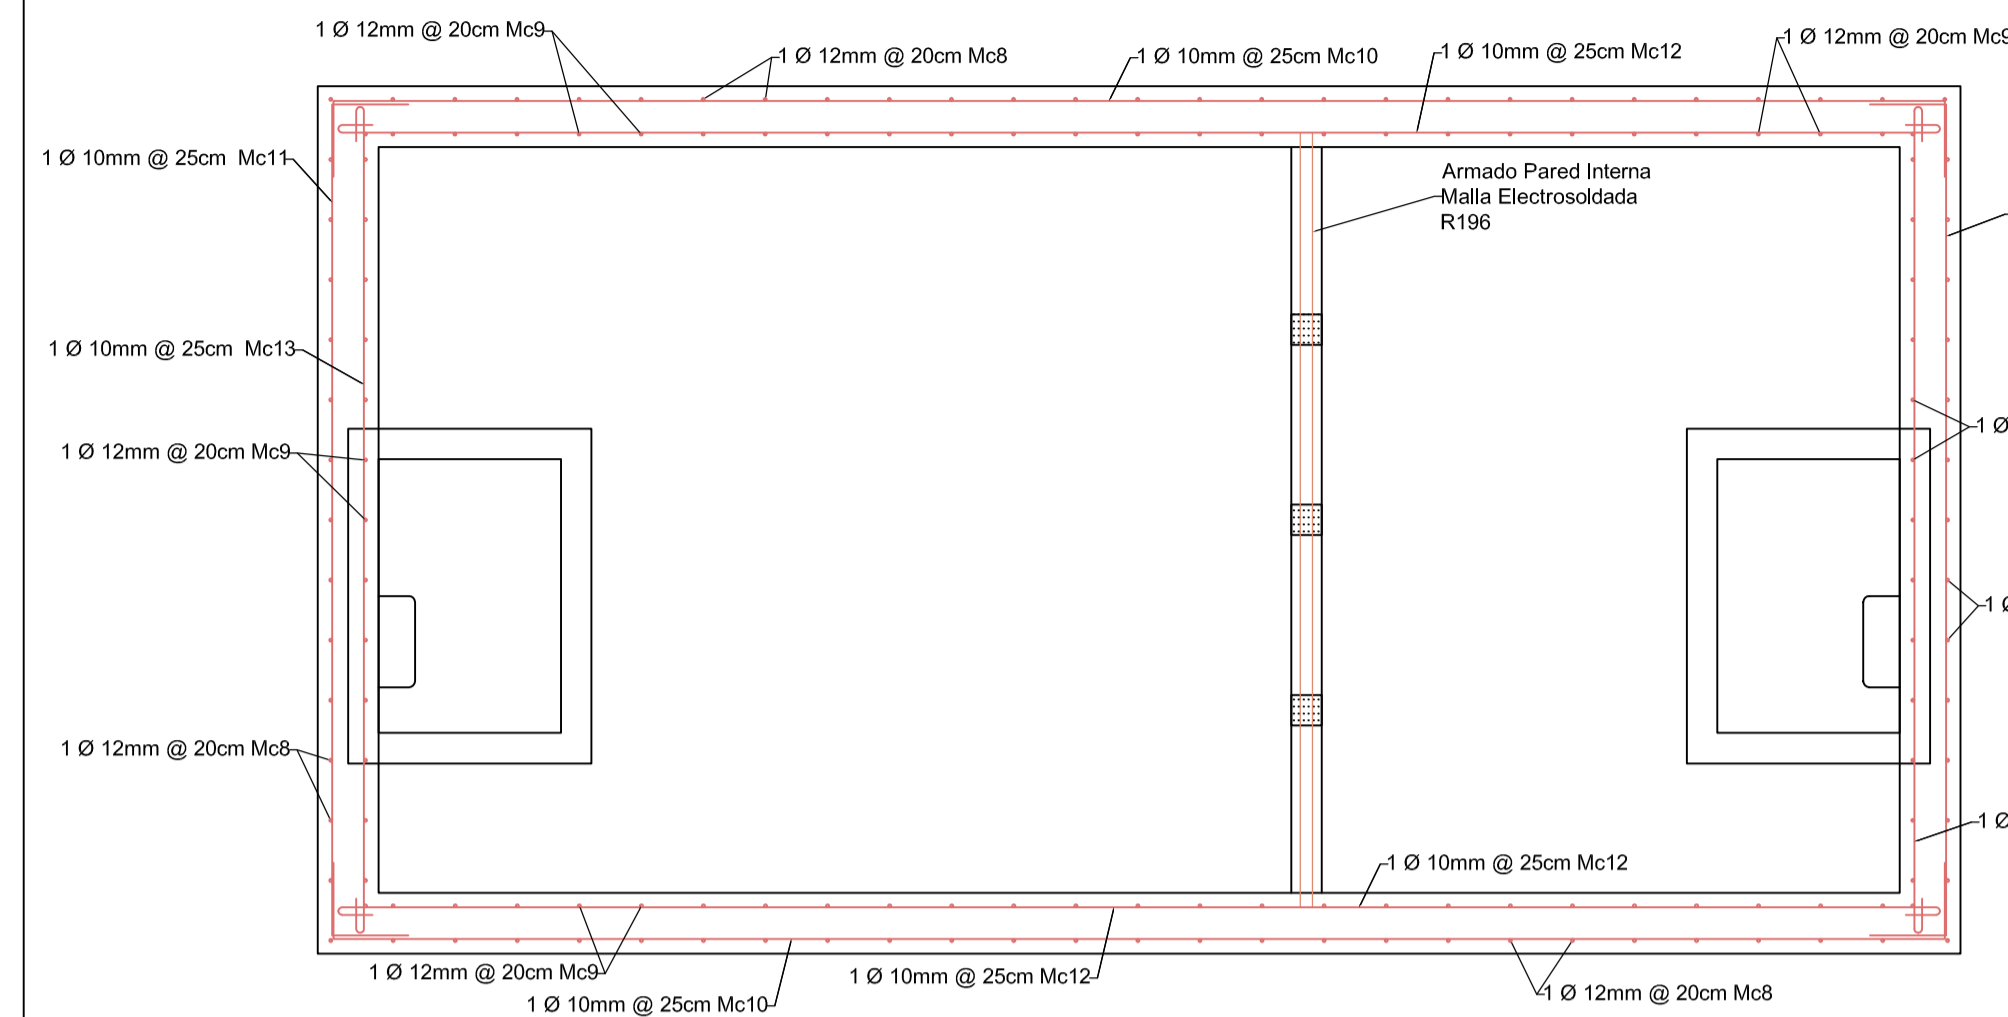 1 Ø 12mm @ 20cm Mc9
1 Ø 12mm @ 20cm Mc8
1 Ø 10mm @ 25cm Mc10
1 Ø 10mm @ 25cm Mc12
1 Ø 12mm @ 20cm Mc9
1 Ø 10mm @ 25cm  Mc11
Armado Pared Interna
Malla Electrosoldada
R196
1 Ø 10mm @ 25cm  Mc13
1 Ø
1 Ø 12mm @ 20cm Mc9
1 Ø
1 Ø 12mm @ 20cm Mc8
1 Ø
1 Ø 10mm @ 25cm Mc12
1 Ø 12mm @ 20cm Mc9
1 Ø 10mm @ 25cm Mc12
1 Ø 12mm @ 20cm Mc8
1 Ø 10mm @ 25cm Mc10